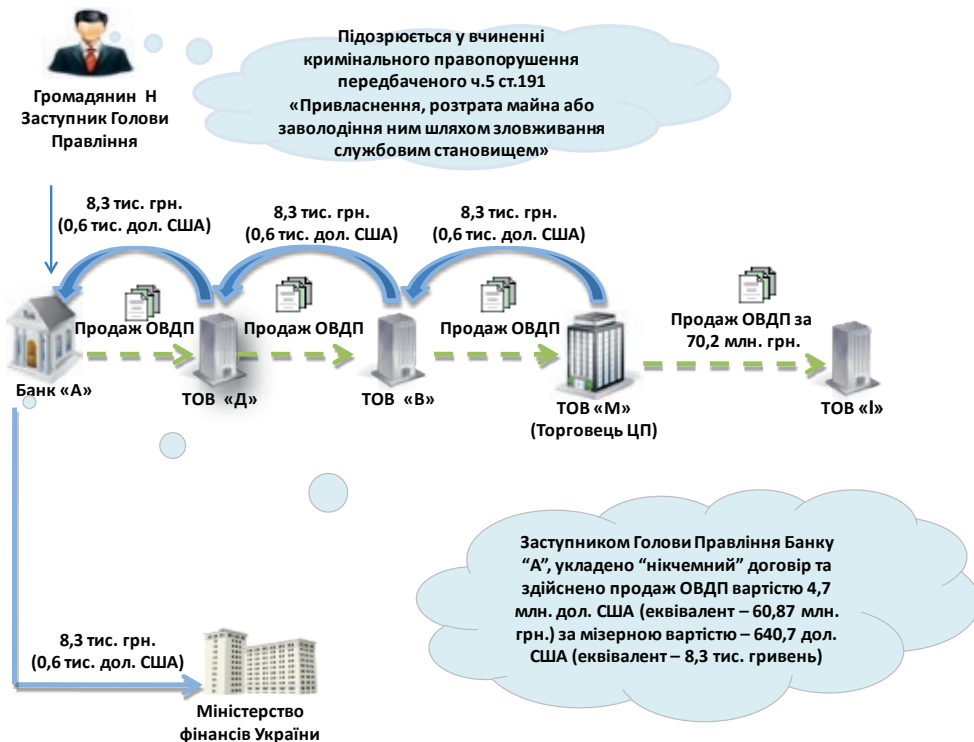 Підозрюється у вчиненні
кримінального правопорушення
передбаченого ч.5 ст.191
«Привласнення, розтрата майна або
заволодіння ним шляхом зловживання
службовим становищем»
Громадянин Н
Заступник Голови
Правління
8,3 тис. грн.
(0,6 тис. дол. США)
8,3 тис. грн.
(0,6 тис. дол. США)
8,3 тис. грн.
(0,6 тис. дол. США)
Продаж ОВДП
Продаж ОВДП
Продаж ОВДП
Продаж ОВДП за
70,2 млн. грн.
Банк «А»
ТОВ «Д»
ТОВ «В»
ТОВ «М»
(Торговець ЦП)
ТОВ «І»
Заступником Голови Правління Банку
“А”, укладено “нікчемний” договір та
здійснено продаж ОВДП вартістю 4,7
млн. дол. США (еквівалент – 60,87 млн.
грн.) за мізерною вартістю – 640,7 дол.
США (еквівалент – 8,3 тис. гривень)
8,3 тис. грн.
(0,6 тис. дол. США)
Міністерство
фінансів України